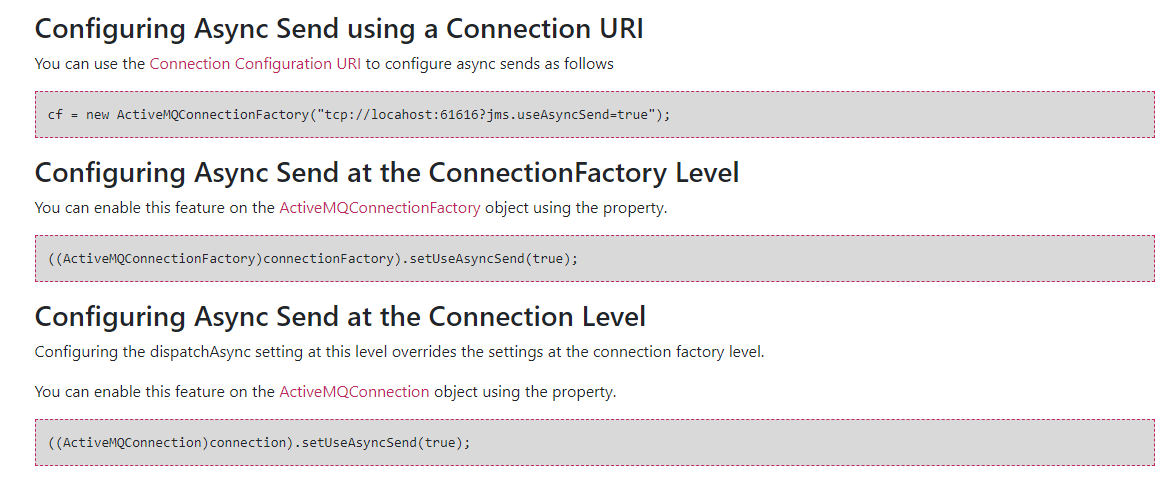 Configuring Async Send using a Connection URI
You can use the Connection Configuration URI to configure async sends as follows
cf = new ActiveMQConnectionFactory("tcp://locahost:61616?jms.useAsyncSend=true");
Configuring Async Send at the ConnectionFactory Level
You can enable this feature on the ActiveMQConnectionFactory object using the property.
((ActiveMQConnectionFactory)connectionFactory).setUseAsyncSend(true);
Configuring Async Send at the Connection Level
Configuring the dispatchAsync setting at this level overrides the settings at the connection factory level.
You can enable this feature on the ActiveMQConnection object using the property.
((ActiveMQConnection)connection).setUseAsyncSend(true);